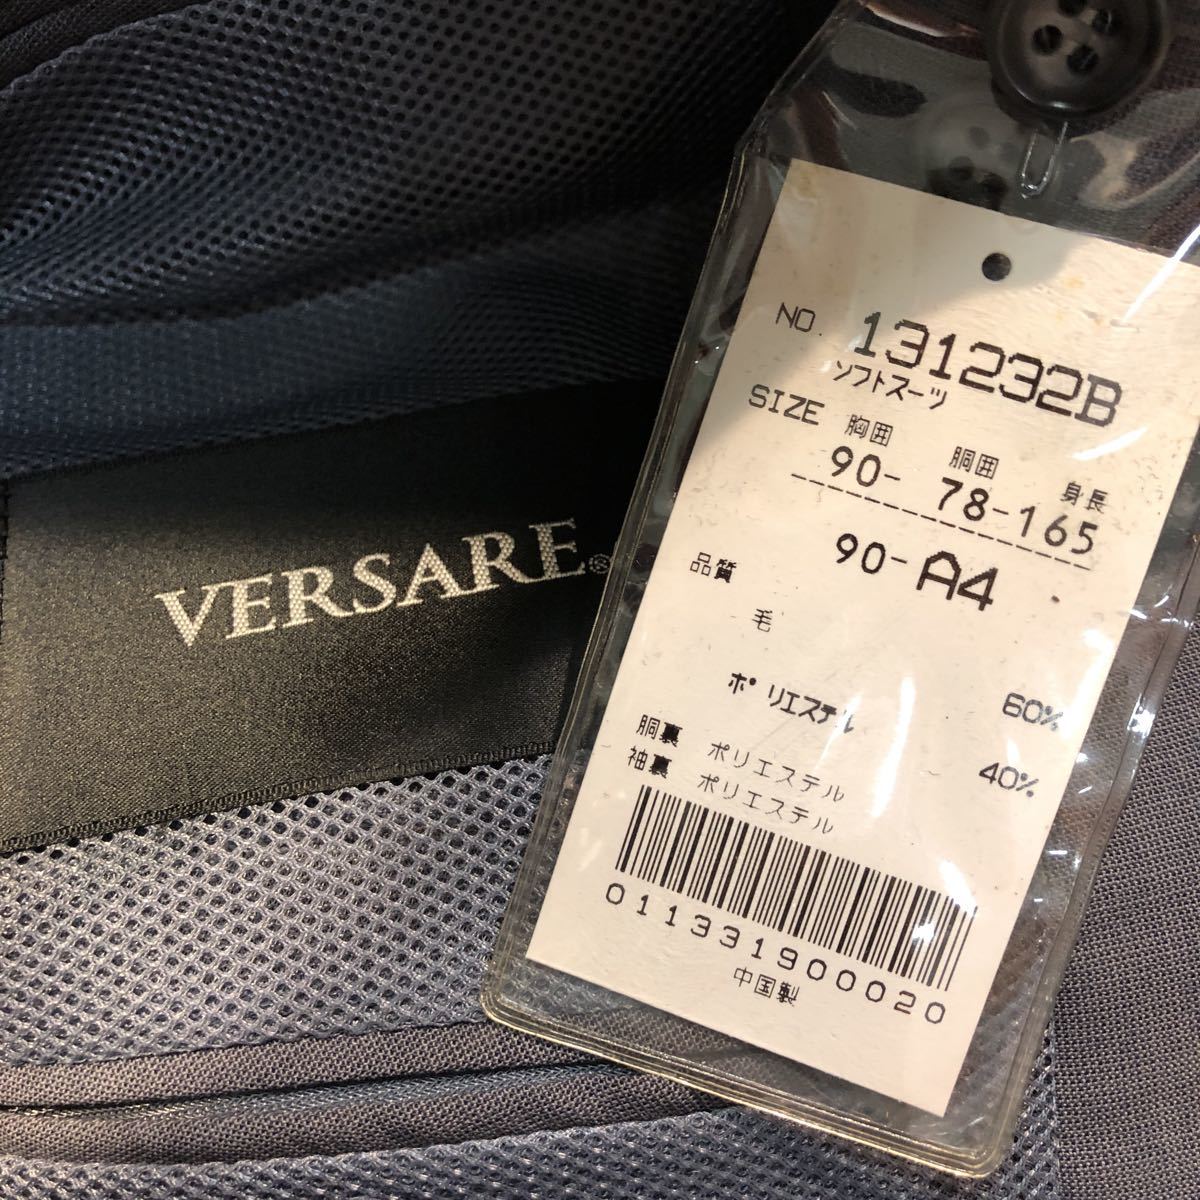 VERSARE®
NO. 131232B
ソフトスーツ
SIZE 胸囲 胴囲 身長
90- 78-165
90-A4
品質
毛 60%
ポリエステル 40%
胴裏 ポリエステル
袖裏 ポリエステル
0113319000020
中国製